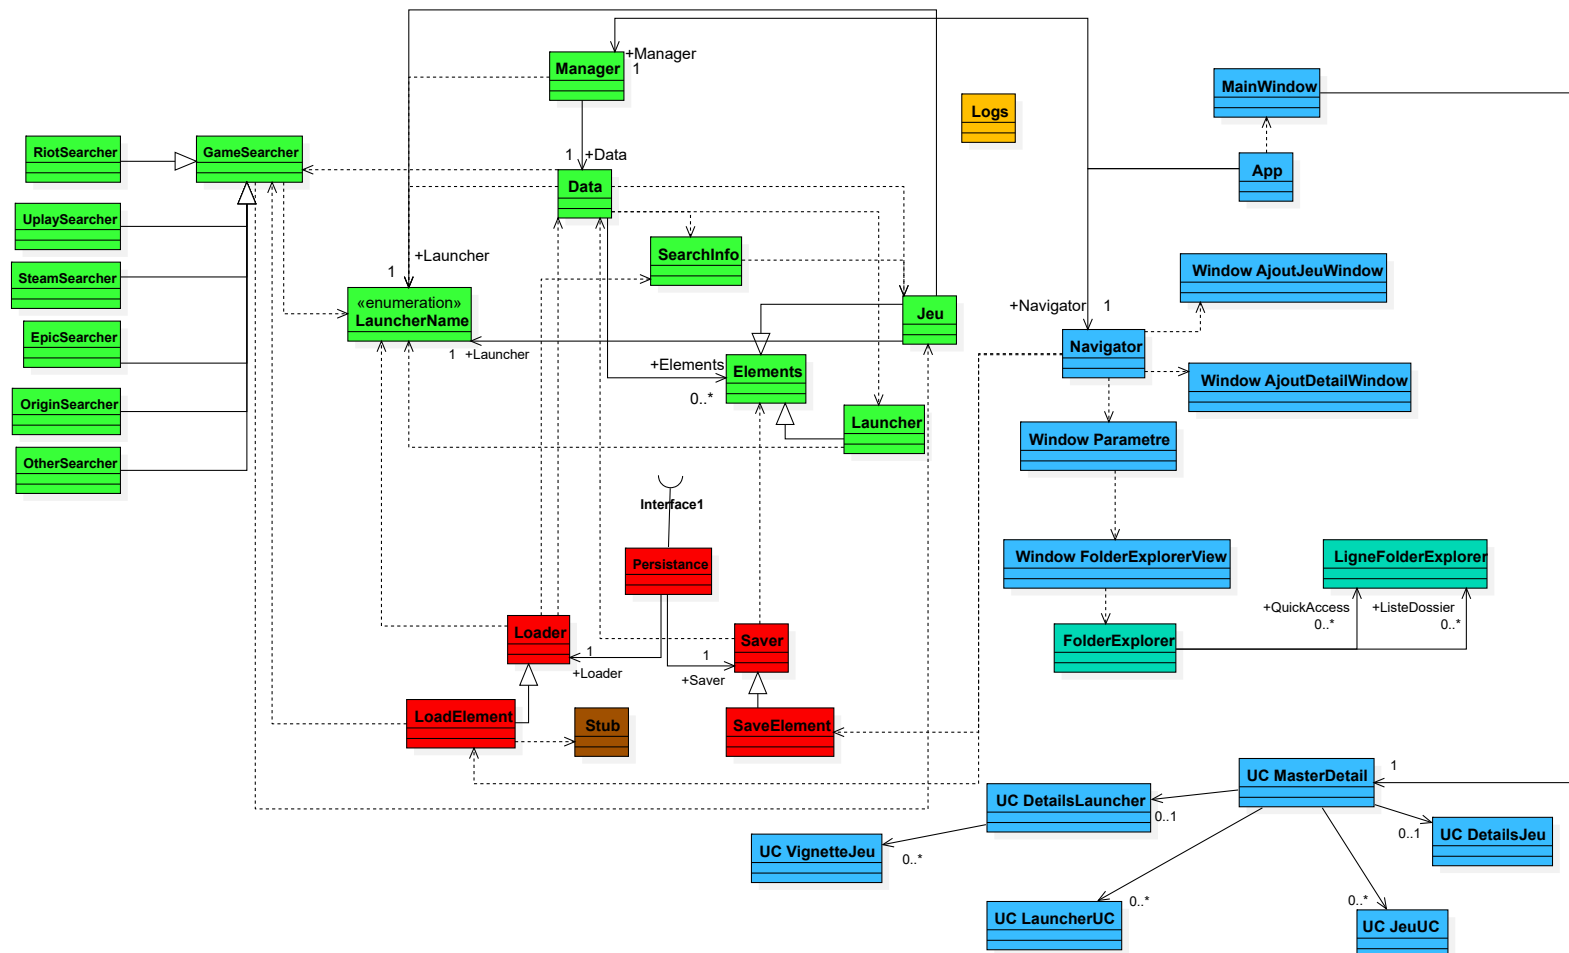 +Manager
1
Manager
Logs
MainWindow
RiotSearcher
GameSearcher
1
+Data
App
Data
UplaySearcher
SearchInfo
+Launcher
1
SteamSearcher
Window AjoutJeuWindow
«enumeration»
LauncherName
Jeu
+Navigator
1
EpicSearcher
1
+Launcher
Navigator
+Elements
0..*
Elements
Window AjoutDetailWindow
OriginSearcher
Launcher
Window Parametre
OtherSearcher
Interface1
Persistance
Window FolderExplorerView
LigneFolderExplorer
+QuickAccess
0..*
+ListeDossier
0..*
Loader
Saver
FolderExplorer
1
+Loader
1
+Saver
LoadElement
Stub
SaveElement
UC MasterDetail
1
UC DetailsLauncher
0..1
0..1
UC DetailsJeu
UC VignetteJeu
0..*
0..*
0..*
UC LauncherUC
UC JeuUC